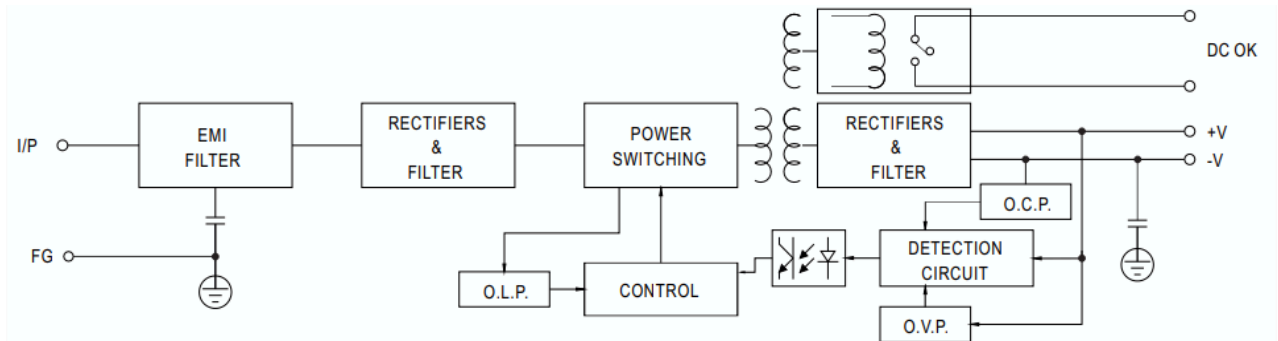 DC OK
I/P
EMI
FILTER
RECTIFIERS
&
FILTER
POWER
SWITCHING
RECTIFIERS
&
FILTER
+V
-V
O.C.P.
FG
O.L.P.
CONTROL
DETECTION
CIRCUIT
O.V.P.